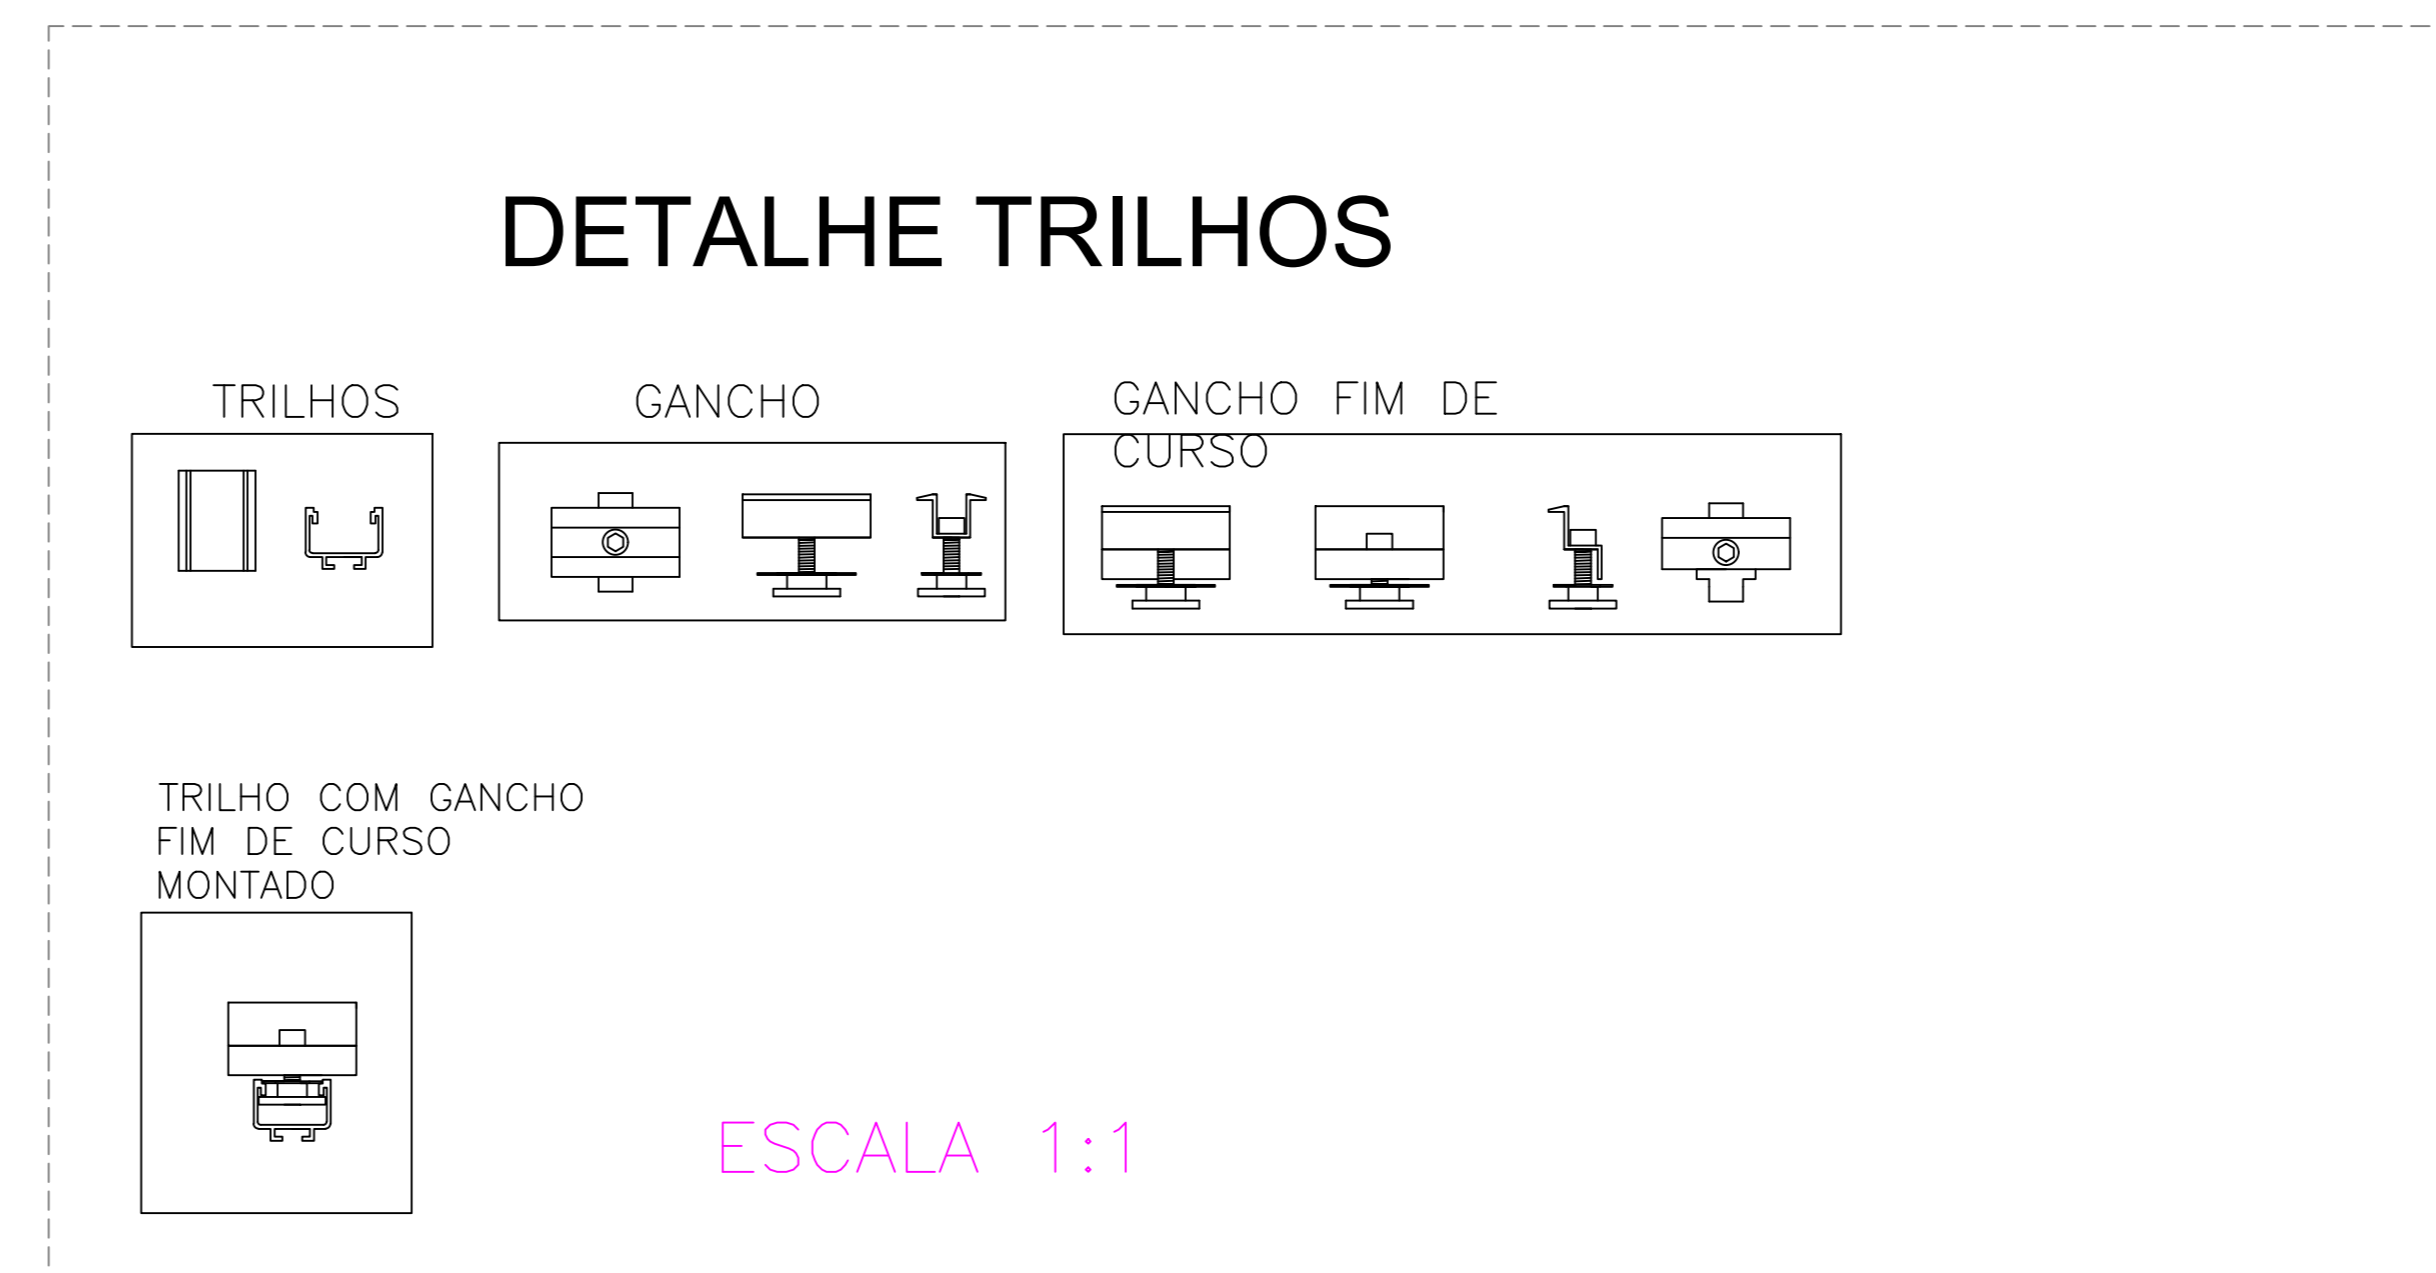 DETALHE TRILHOS
TRILHOS
GANCHO
GANCHO FIM DE
CURSO
TRILHO COM GANCHO
FIM DE CURSO
MONTADO
ESCALA 1:1